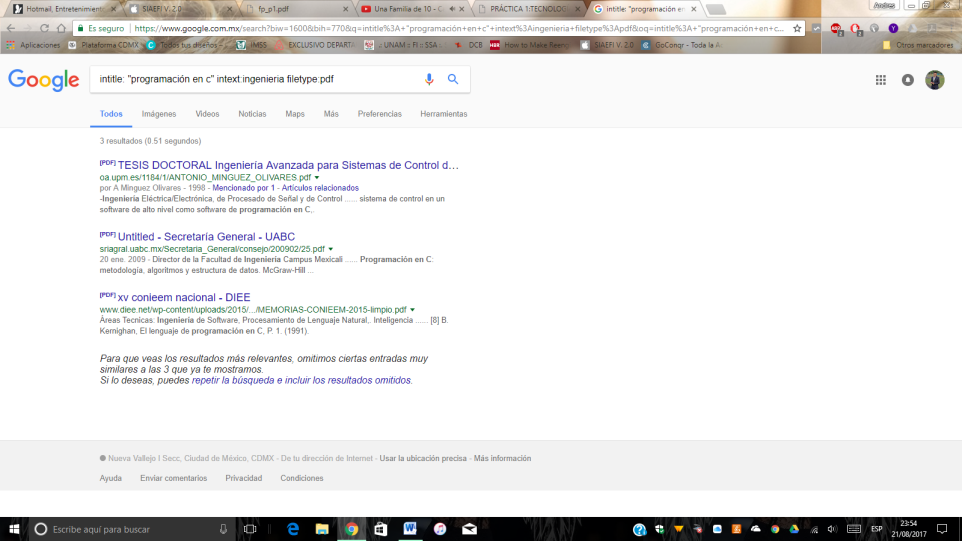 Hotmail, Entretenimiento
SIAEFI V. 2.0
fp_p1.pdf
Una Familia de 10 - C
PRÁCTICA 1:TECNOLOG
intitle: "programación en
Andres
Es seguro
https://www.google.com.mx/search?biw=1600&bih=770&q=intitle%3A+"programación+en+c"+intext%3Aingenieria+filetype%3Apdf&oq=intitle%3A+"programación+en+c...
Aplicaciones
Plataforma CDMX
Todos tus diseños -
IMSS
EXCLUSIVO DEPARTA
.: UNAM :: FI :: SSA :.
DCB
How to Make Resh
SIAEFI V. 2.0
GoConqr - Toda la A
Otros marcadores
Google
intitle: "programación en c" intext:ingenieria filetype:pdf
Todos
Imágenes
Videos
Noticias
Maps
Más
Preferencias
Herramientas
3 resultados (0.51 segundos)
[PDF] TESIS DOCTORAL Ingeniería Avanzada para Sistemas de Control d...
oa.upm.es/1184/1/ANTONIO_MINGUEZ_OLIVARES.pdf
por A Minguez Olivares - 1998 - Mencionado por 1 - Artículos relacionados
-Ingeniería Eléctrica/Electrónica, de Procesado de Señal y de Control ...... sistema de control en un
software de alto nivel como software de programación en C,.
[PDF] Untitled - Secretaría General - UABC
sriagral.uabc.mx/Secretaria_General/consejo/200902/25.pdf
20 ene. 2009 - Director de la Facultad de Ingeniería Campus Mexicali ...... Programación en C:
metodología, algoritmos y estructura de datos. McGraw-Hill ...
[PDF] xv conieem nacional - DIEE
www.diee.net/wp-content/uploads/2015/.../MEMORIAS-CONIEEM-2015-limpio.pdf
Áreas Tecnicas: Ingeniería de Software, Procesamiento de Lenguaje Natural,. Inteligencia ...... [8] B.
Kernighan, El lenguaje de programación en C, P. 1. (1991).
Para que veas los resultados más relevantes, omitimos ciertas entradas muy
similares a las 3 que ya te mostramos.
Si lo deseas, puedes repetir la búsqueda e incluir los resultados omitidos.
Nueva Vallejo I Secc, Ciudad de México, CDMX - De tu dirección de Internet - Usar la ubicación precisa - Más información
Ayuda
Enviar comentarios
Privacidad
Condiciones
Escribe aquí para buscar
ESP
23:54
21/08/2017